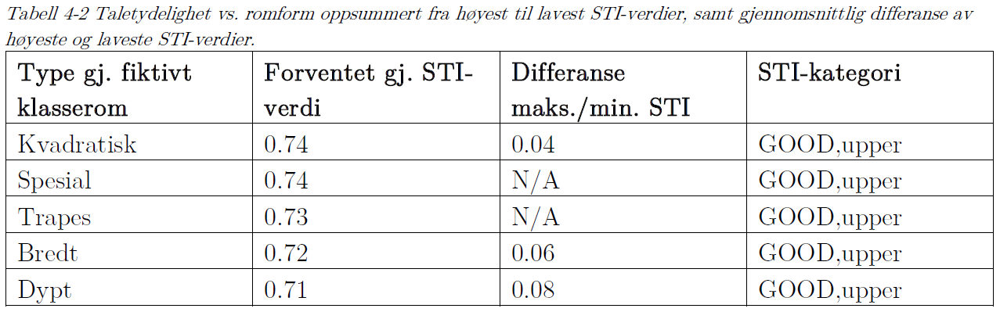 Tabell 4-2 Taletydelighet vs. romform oppsummert fra høyest til lavest STI-verdier, samt gjennomsnittlig differanse av
høyeste og laveste STI-verdier.
Type gj. fiktivt klasserom Forventet gj. STI-verdi Differanse maks./min. STI STI-kategori
Kvadratisk 0.74 0.04 GOOD,upper
Spesial 0.74 N/A GOOD,upper
Trapes 0.73 N/A GOOD,upper
Bredt 0.72 0.06 GOOD,upper
Dypt 0.71 0.08 GOOD,upper